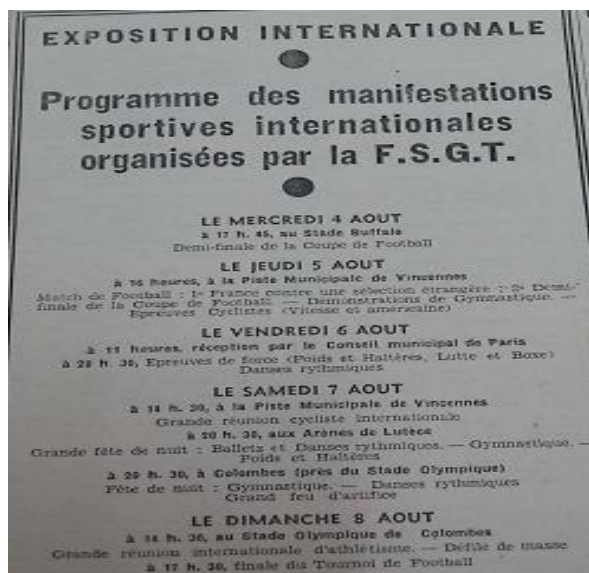 EXPOSITION INTERNATIONALE
Programme des manifestations
sportives internationales
organisées par la F.S.G.T.
LE MERCREDI 4 AOUT
à 17 h. 45, au Stade Buffalo
Demi-finale de la Coupe de Football
LE JEUDI 5 AOUT
à 16 heures, à la Piste Municipale de Vincennes
Match de Football : 1° France contre une sélection étrangère ; 2° Demi-
finale de la Coupe de Football. — Démonstrations de Gymnastique. —
Epreuves Cyclistes (Vitesse et américaine)
LE VENDREDI 6 AOUT
heures, réception par le Conseil municipal de Paris
à 20 h. 30, Epreuves de force (Poids et Haltères, Lutte et Boxe)
Danses rythmiques
LE SAMEDI 7 AOUT
à h. 30, à la Piste Municipale de Vincennes
Grande réunion cycliste internationale
à 20 h. 30, aux Arènes de Lutèce
Grande fête de nuit : Ballets et Danses rythmiques. — Gymnastique. —
Poids et Haltères
à 20 h. 30, à Colombes (près du Stade Olympique)
Fête de nuit : Gymnastique. — Danses rythmiques
Grand feu d'artifice
LE DIMANCHE 8 AOUT
à 14 h. 30, au Stade Olympique de Colombes
Grande réunion internationale d'athlétisme. — Défilé de masse
à 17 h. 30, finale du Tournoi de Football